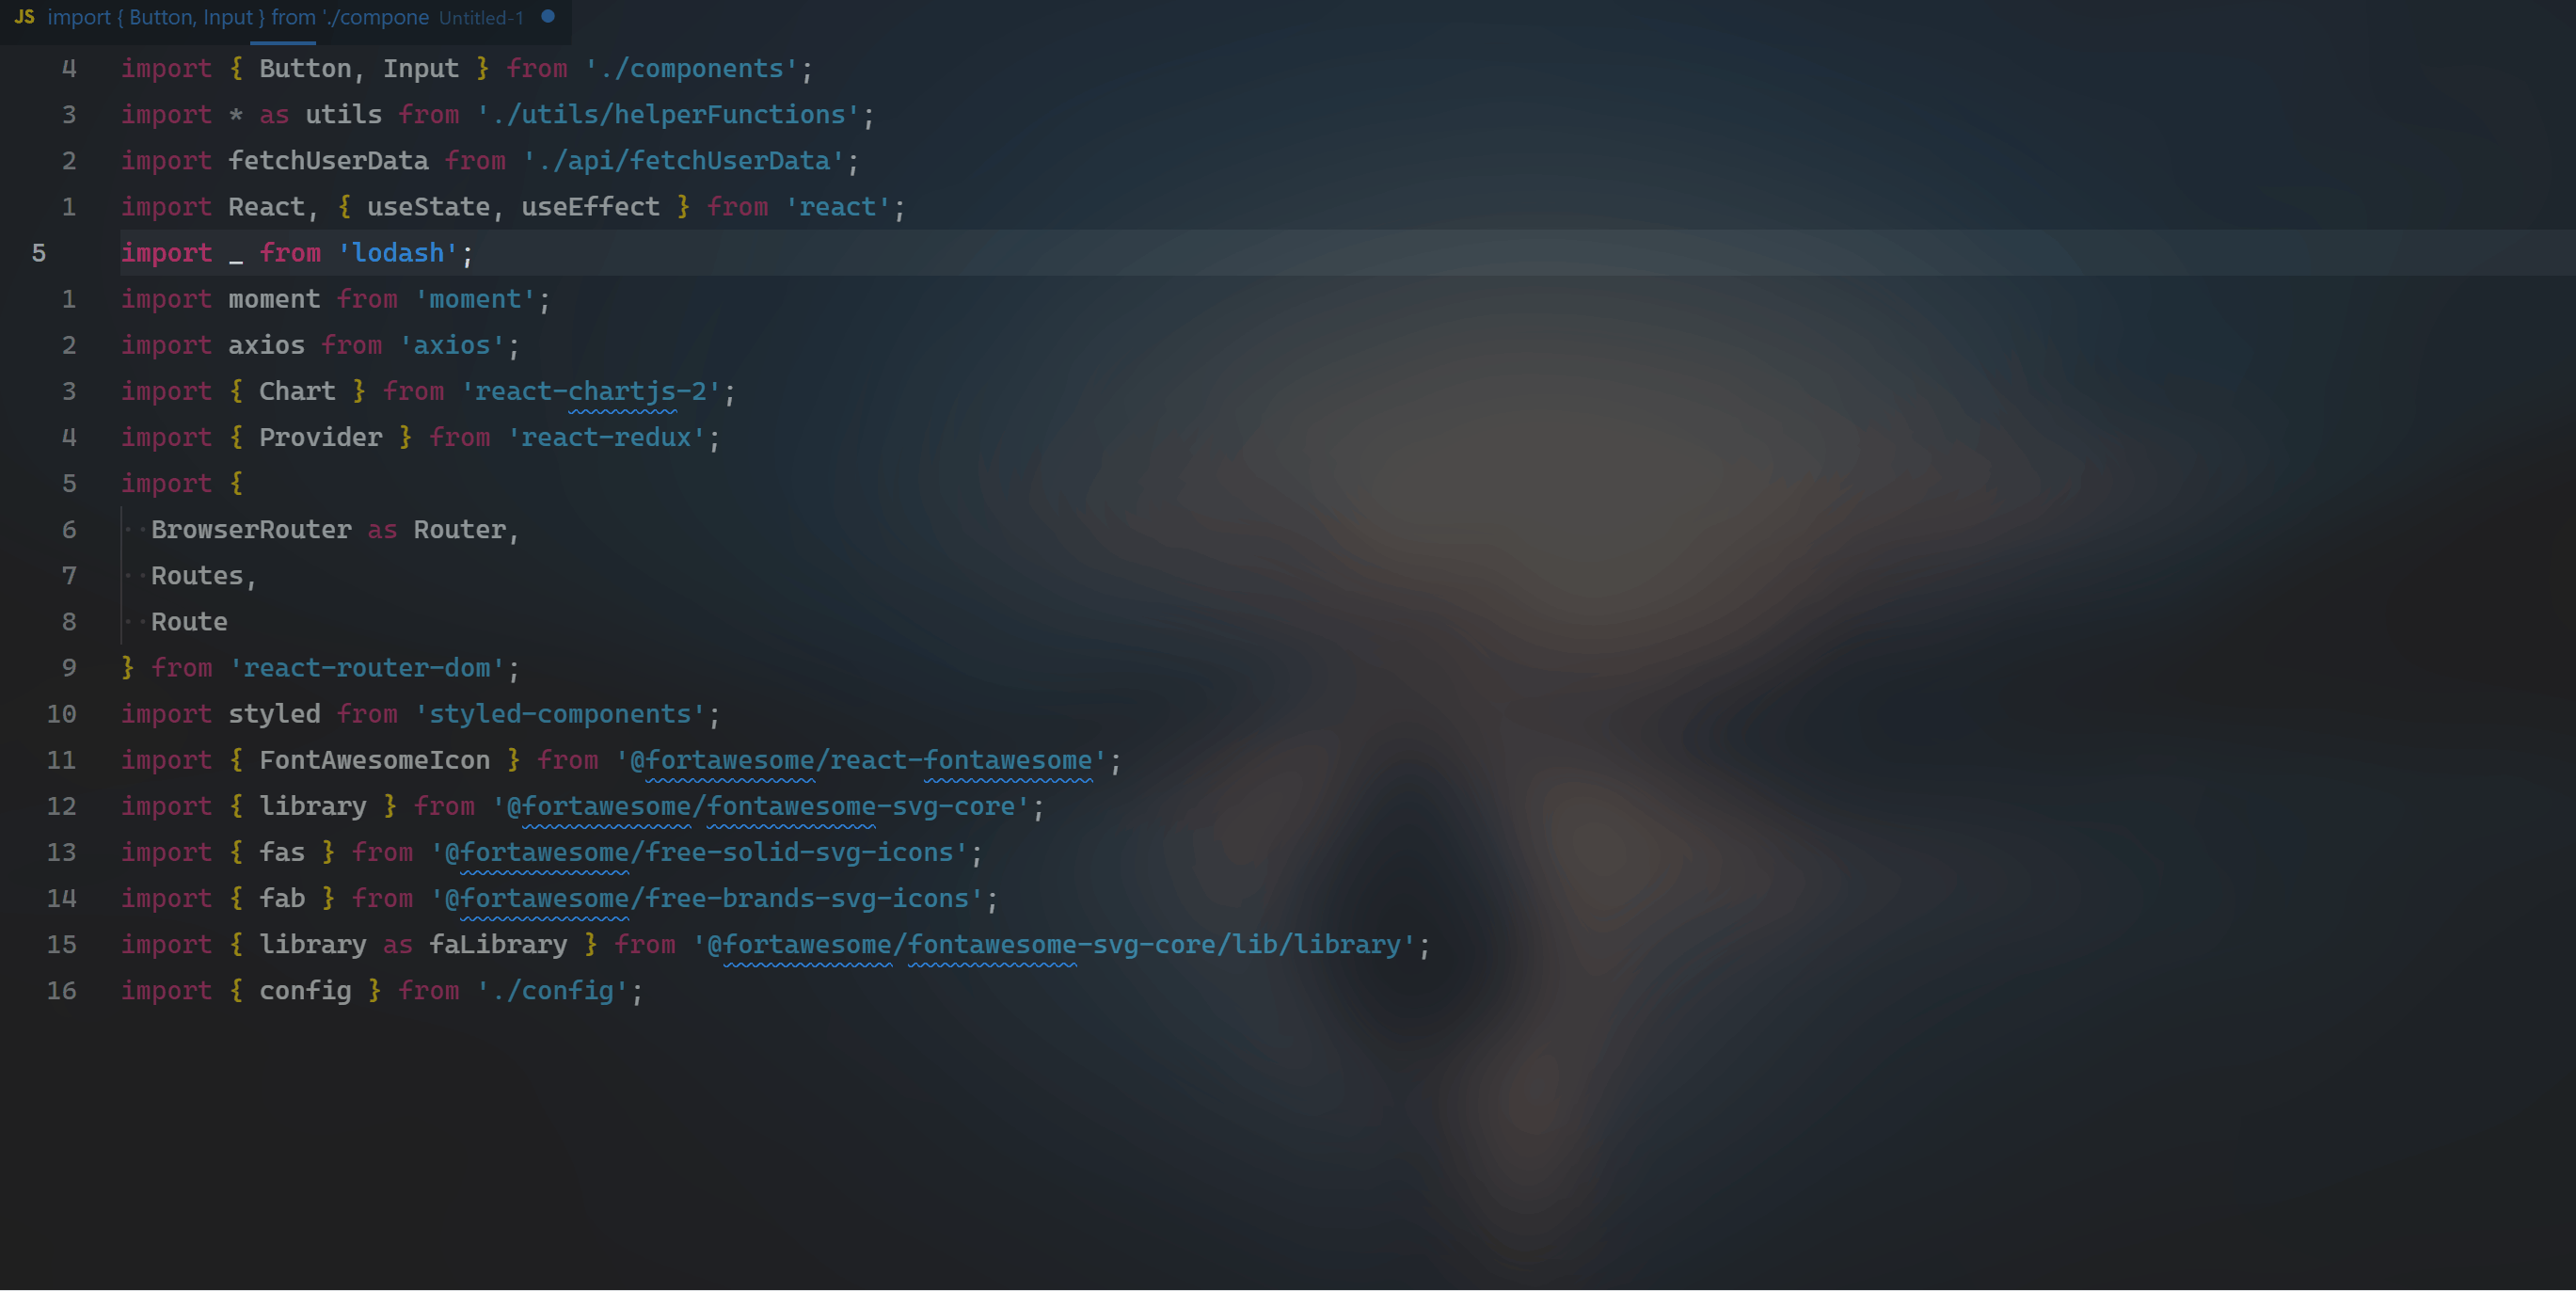 JS import { Button, Input } from './compone Untitled-1
4 import { Button, Input } from './components';
3 import * as utils from './utils/helperFunctions';
2 import fetchUserData from './api/fetchUserData';
1 import React, { useState, useEffect } from 'react';
5 import _ from 'lodash';
1 import moment from 'moment';
2 import axios from 'axios';
3 import { Chart } from 'react-chartjs-2';
4 import { Provider } from 'react-redux';
5 import {
6 ··BrowserRouter as Router,
7 ··Routes,
8 ··Route
9 } from 'react-router-dom';
10 import styled from 'styled-components';
11 import { FontAwesomeIcon } from '@fortawesome/react-fontawesome';
12 import { library } from '@fortawesome/fontawesome-svg-core';
13 import { fas } from '@fortawesome/free-solid-svg-icons';
14 import { fab } from '@fortawesome/free-brands-svg-icons';
15 import { library as faLibrary } from '@fortawesome/fontawesome-svg-core/lib/library';
16 import { config } from './config';